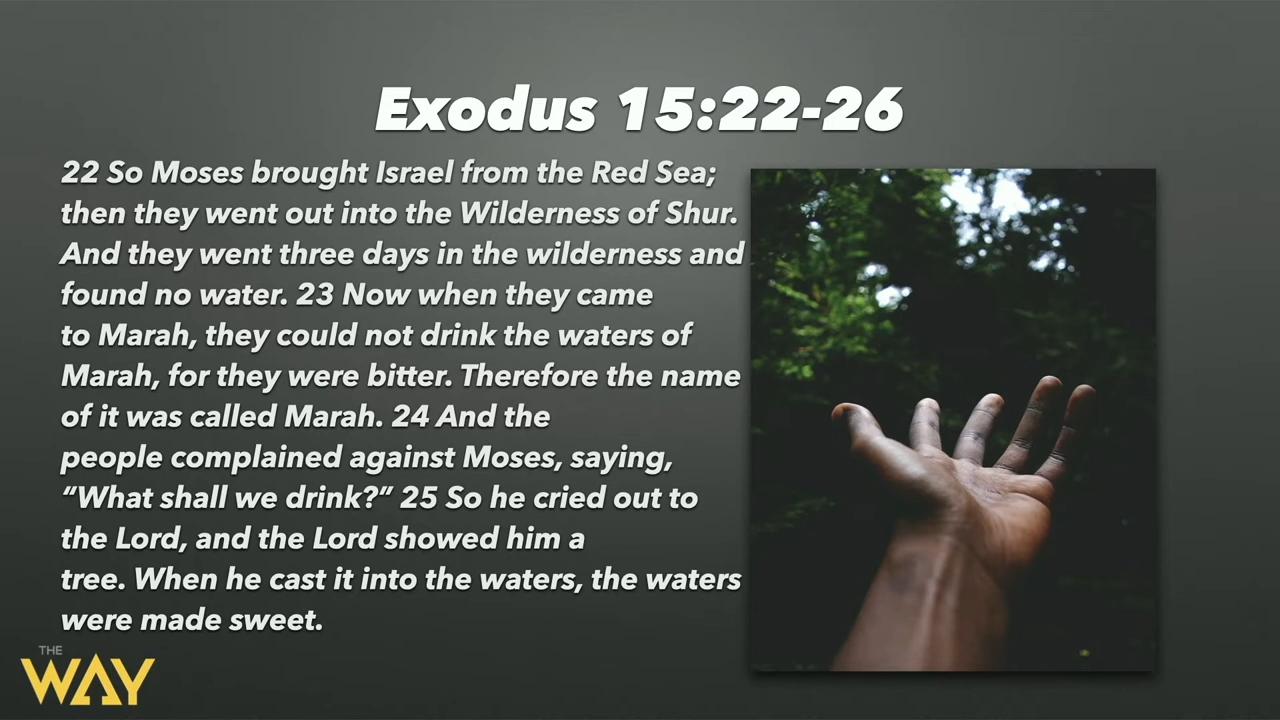 Exodus 15:22-26
22 So Moses brought Israel from the Red Sea;
then they went out into the Wilderness of Shur.
And they went three days in the wilderness and
found no water. 23 Now when they came
to Marah, they could not drink the waters of
Marah, for they were bitter. Therefore the name
of it was called Marah. 24 And the
people complained against Moses, saying,
“What shall we drink?” 25 So he cried out to
the Lord, and the Lord showed him a
tree. When he cast it into the waters, the waters
were made sweet.
THE
WAY